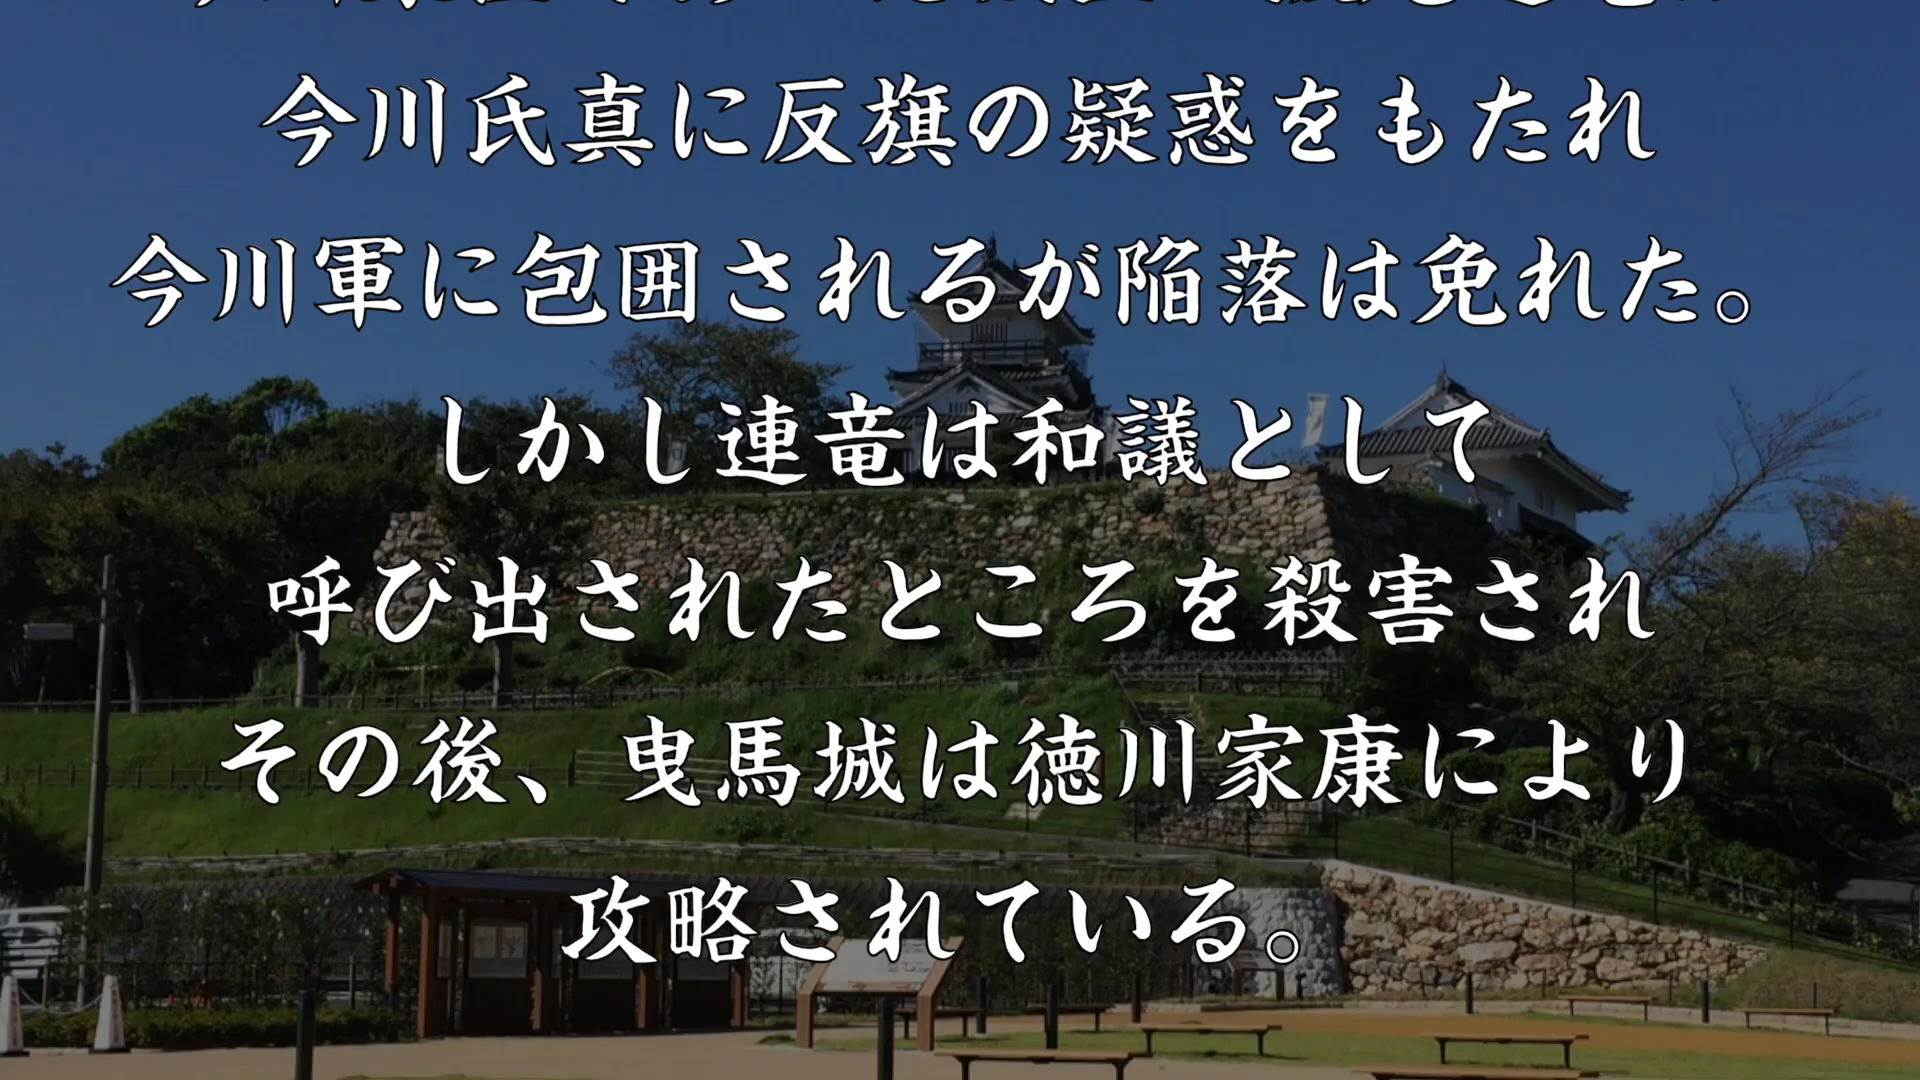 今川氏真に反旗の疑惑をもたれ
今川軍に包囲されるが陥落は免れた。
しかし連竜は和議として
呼び出されたところを殺害され
その後、曳馬城は徳川家康により
攻略されている。